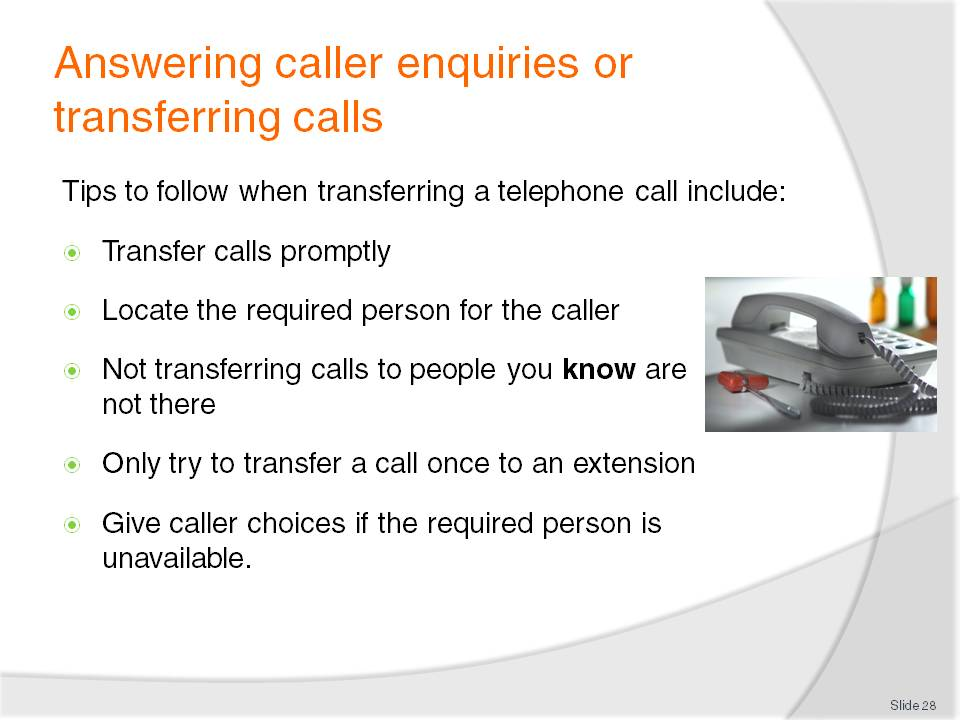 Answering caller enquiries or
transferring calls
Tips to follow when transferring a telephone call include:
Transfer calls promptly
Locate the required person for the caller
Not transferring calls to people you know are
not there
Only try to transfer a call once to an extension
Give caller choices if the required person is
unavailable.
Slide 28